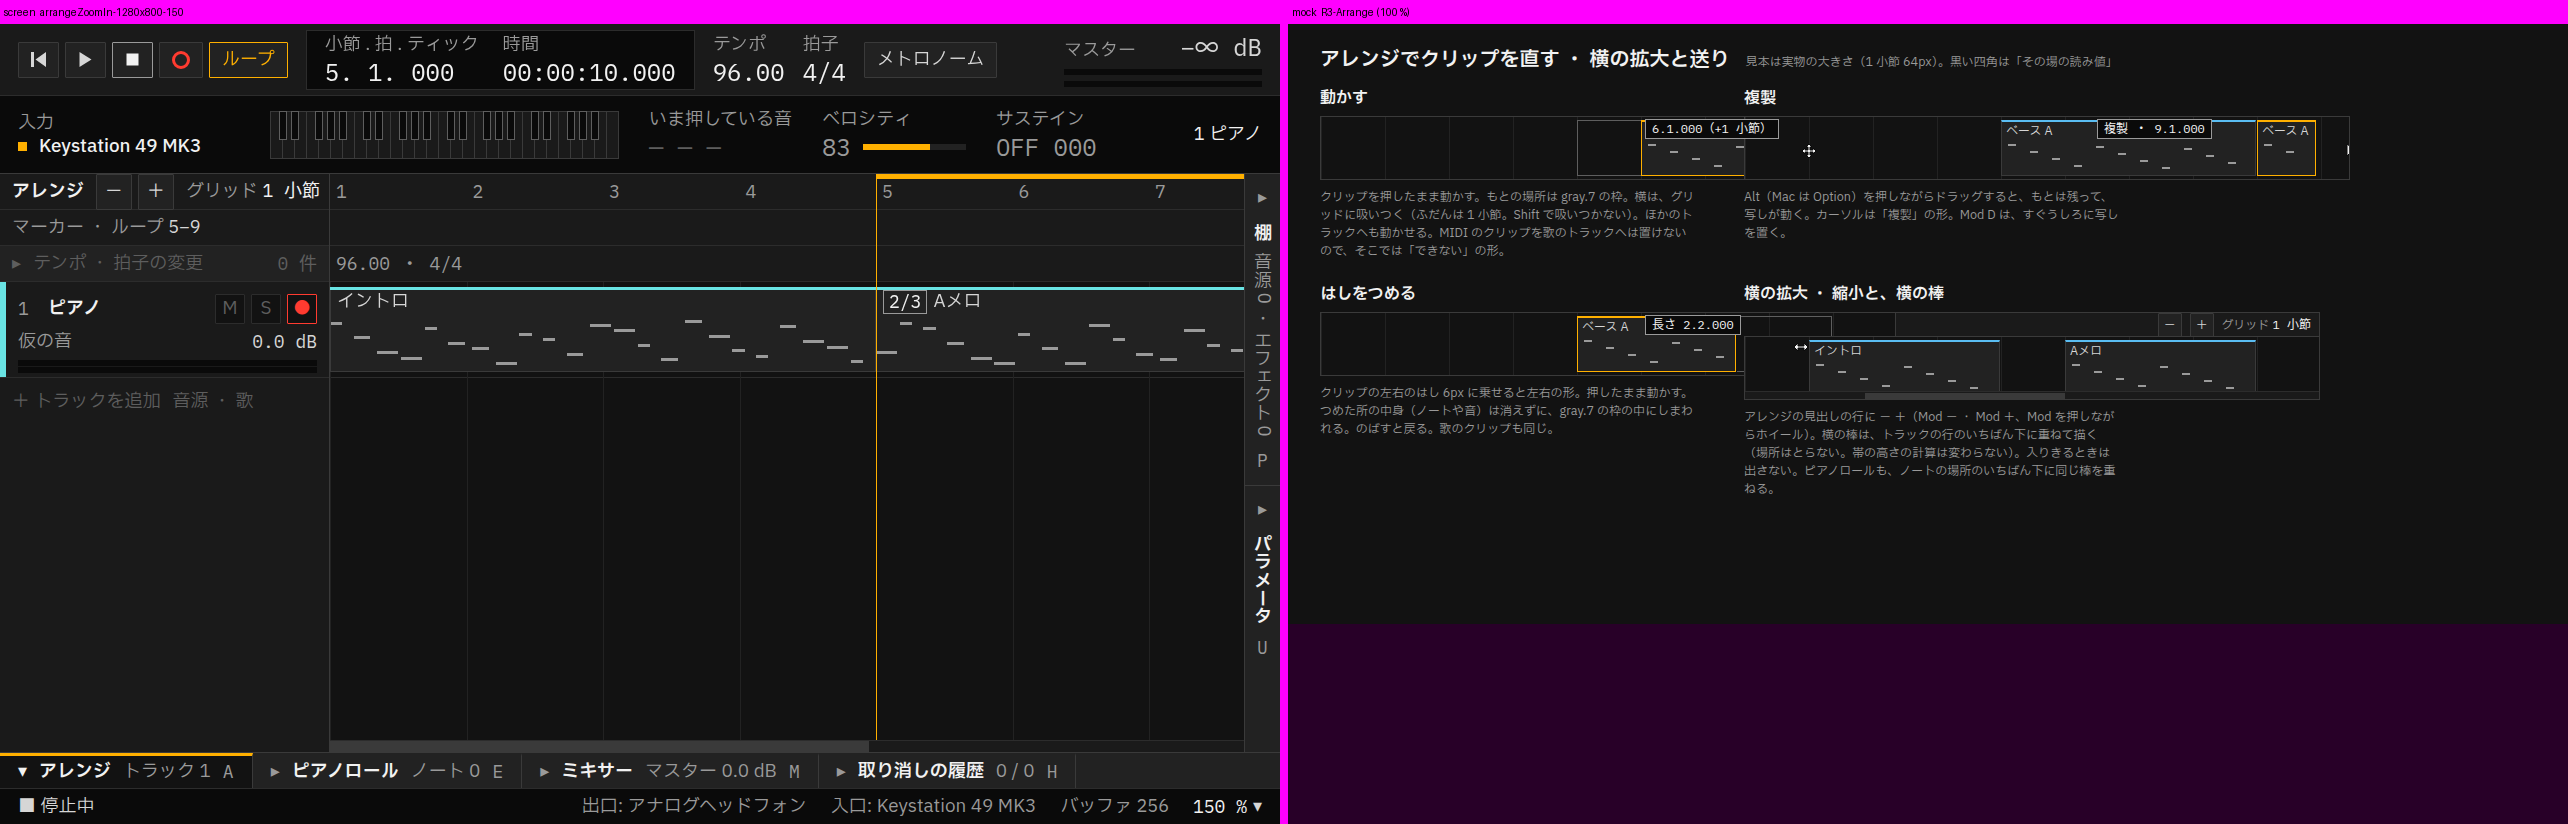 screen arrangeZoomIn-1280x800-150
ループ
小節 . 拍 . ティック
時間
5. 1. 000
00:00:10.000
テンポ
拍子
96.00
4/4
メトロノーム
マスター
−∞ dB
入力
Keystation 49 MK3
いま押している音
— — —
ベロシティ
83
サステイン
OFF 000
1 ピアノ
アレンジ
−
+
グリッド 1 小節
1
2
3
4
5
6
7
マーカー ・ ループ 5–9
▶ テンポ ・ 拍子の変更
0 件
96.00 ・ 4/4
1 ピアノ
M
S
仮の音
0.0 dB
イントロ
2/3 Aメロ
+ トラックを追加 音源 ・ 歌
▶ 棚 音源 0 ・ エフェクト 0 P
▶ パラメータ U
▼ アレンジ トラック 1 A
▶ ピアノロール ノート 0 E
▶ ミキサー マスター 0.0 dB M
▶ 取り消しの履歴 0 / 0 H
■ 停止中
出口: アナログヘッドフォン
入口: Keystation 49 MK3
バッファ 256
150 % ▼
mock R3-Arrange (100%)
アレンジでクリップを直す ・ 横の拡大と送り
見本は実物の大きさ（1 小節 64px）。黒い四角は「その場の読み値」
動かす
6.1.000（+1 小節）
クリップを押したまま動かす。もとの場所は gray.7 の枠。横は、グリ
ッドに吸いつく（ふだんは 1 小節。Shift で吸いつかない）。ほかのト
ラックへも動かせる。MIDI のクリップを歌のトラックへは置けない
ので、そこでは「できない」の形。
複製
ベース A
複製 ・ 9.1.000
ベース A
Alt（Mac は Option）を押しながらドラッグすると、もとは残って、
写しが動く。カーソルは「複製」の形。Mod D は、すぐうしろに写し
を置く。
はしをつめる
ベース A
長さ 2.2.000
クリップの左右のはし 6px に乗せると左右の形。押したまま動かす。
つめた所の中身（ノートや音）は消えずに、gray.7 の枠の中にしまわ
れる。のばすと戻る。歌のクリップも同じ。
横の拡大 ・ 縮小と、横の棒
−
+
グリッド 1 小節
イントロ
Aメロ
アレンジの見出しの行に − +（Mod − ・ Mod +、Mod を押しなが
らホイール）。横の棒は、トラックの行のいちばん下に重ねて描く
（場所はとらない。帯の高さの計算は変わらない）。入りきるときは
出さない。ピアノロールも、ノートの場所のいちばん下に同じ棒を重
ねる。